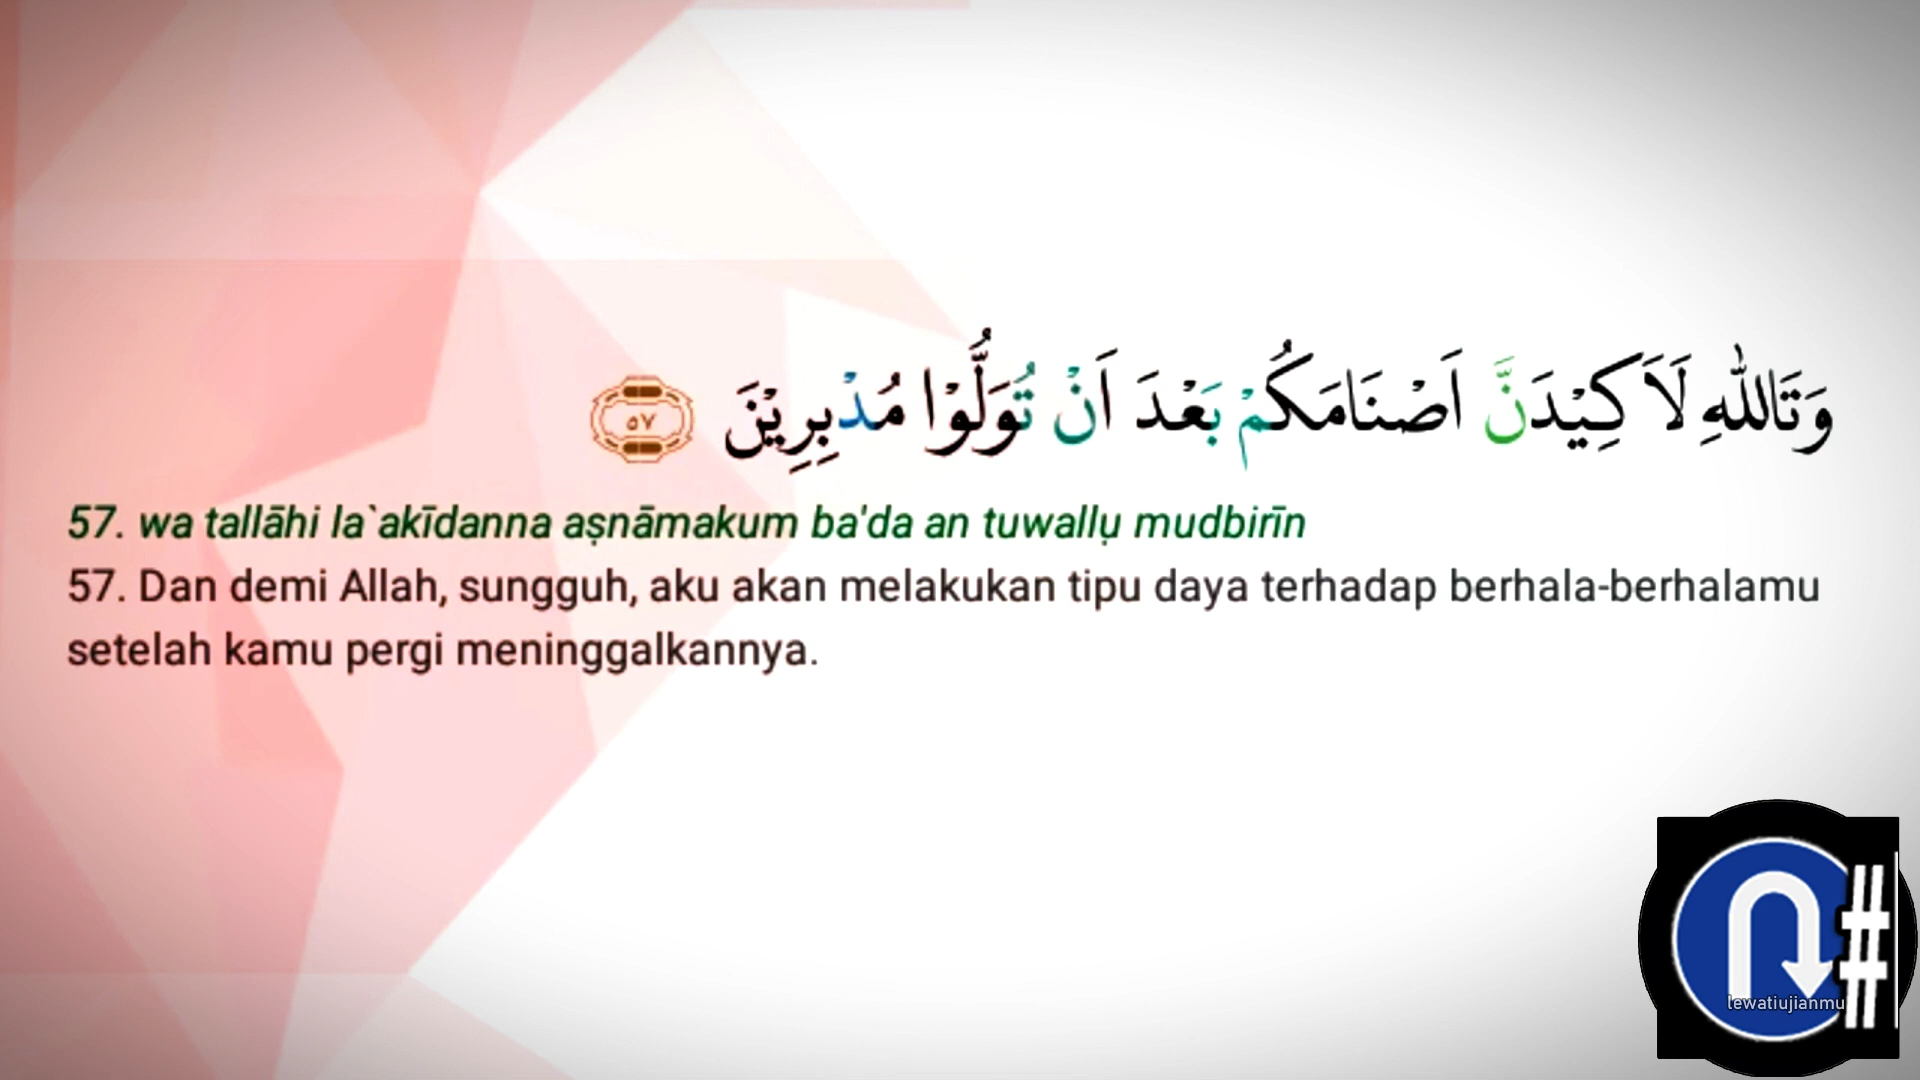 وَتَاللّٰهِ لَاَكِيْدَنَّ اَصْنَامَكُمْ بَعْدَ اَنْ تُوَلُّوْا مُدْبِرِيْنَ ٥٧
57. wa tallāhi la`akīdanna aṣnāmakum ba'da an tuwallụ mudbirīn
57. Dan demi Allah, sungguh, aku akan melakukan tipu daya terhadap berhala-berhalamu
setelah kamu pergi meninggalkannya.
#
lewatiujianmu